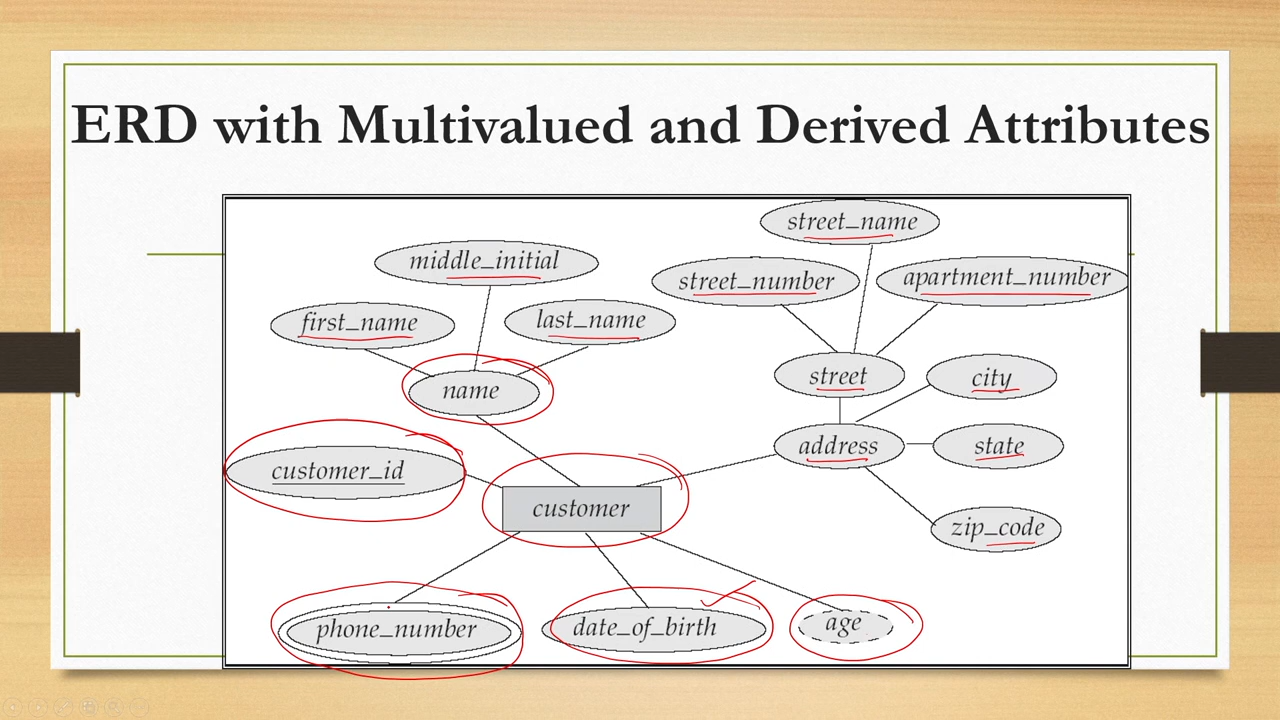 ERD with Multivalued and Derived Attributes
street_name
middle_initial
street_number
apartment_number
first_name
last_name
name
street
city
address
state
customer_id
customer
zip_code
phone_number
date_of_birth
age